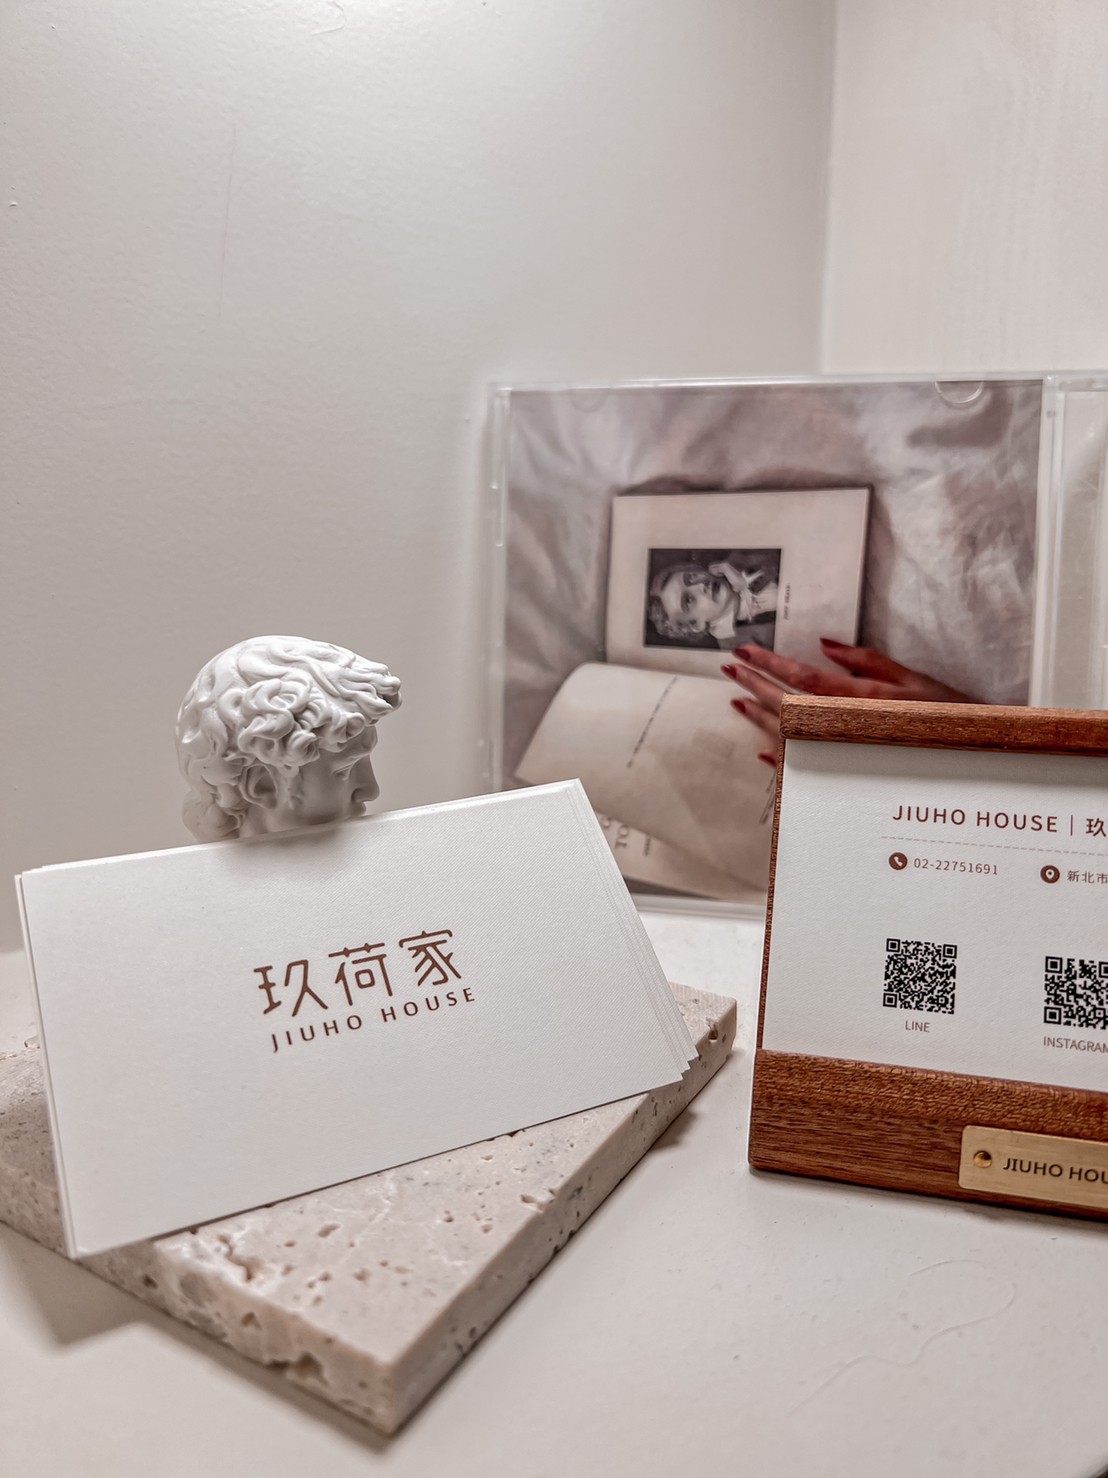 玖荷家
JIUHO HOUSE
JIUHO HOUSE｜玖
02-22751691
新北市
LINE
INSTAGRAM
JIUHO HOU